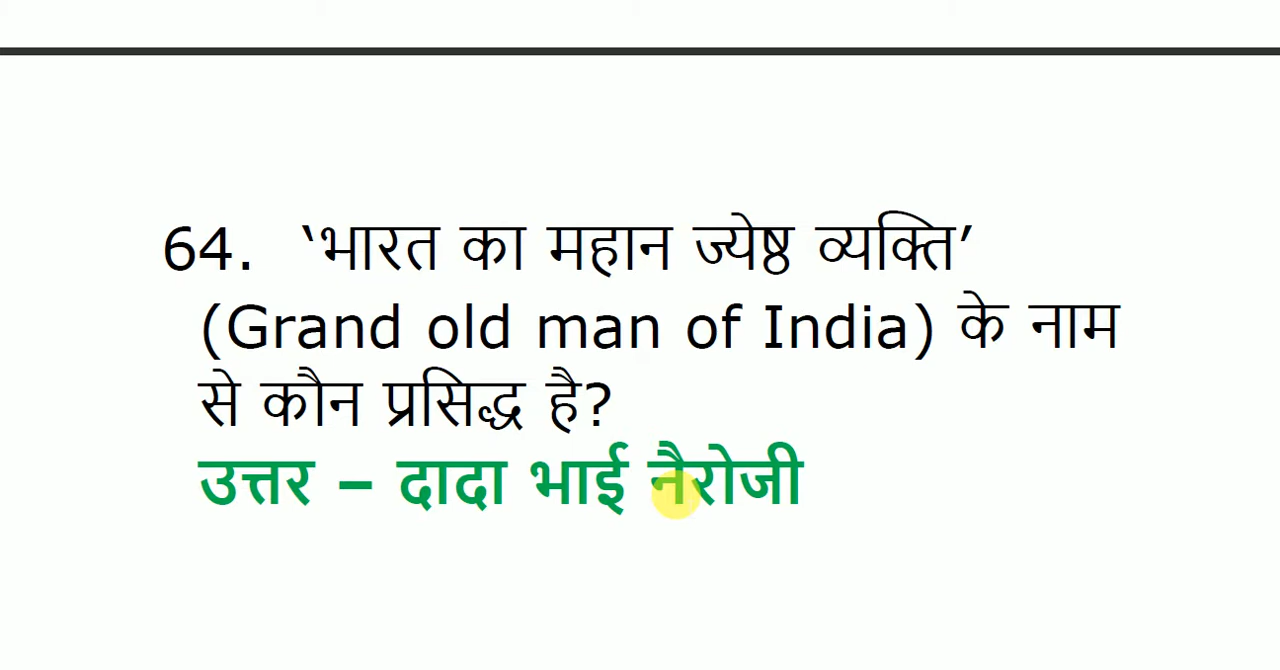 64. ‘भारत का महान ज्येष्ठ व्यक्ति’
(Grand old man of India) के नाम
से कौन प्रसिद्ध है?
उत्तर – दादा भाई नैरोजी